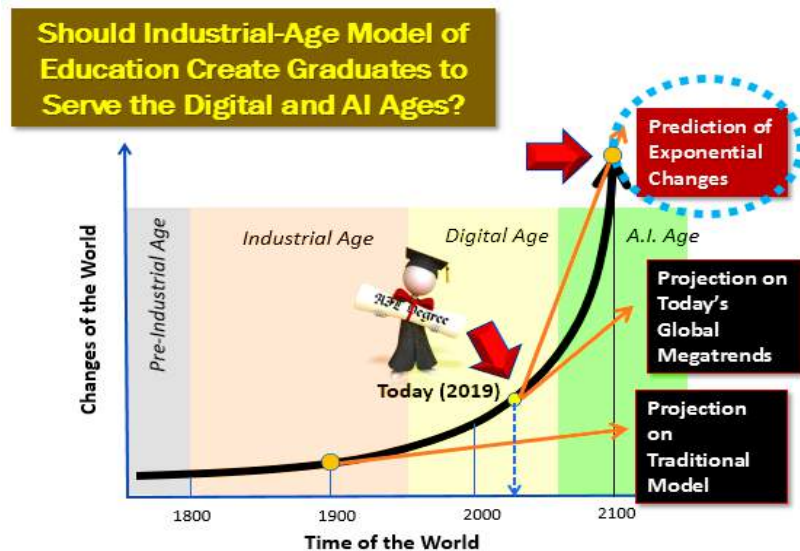 Should Industrial-Age Model of
Education Create Graduates to
Serve the Digital and AI Ages?
Prediction of
Exponential
Changes
Pre-Industrial Age
Industrial Age
Digital Age
A.I. Age
Changes of the World
AFL Degree
Today (2019)
Projection on
Today's
Global
Megatrends
Projection
on
Traditional
Model
1800
1900
2000
2100
Time of the World